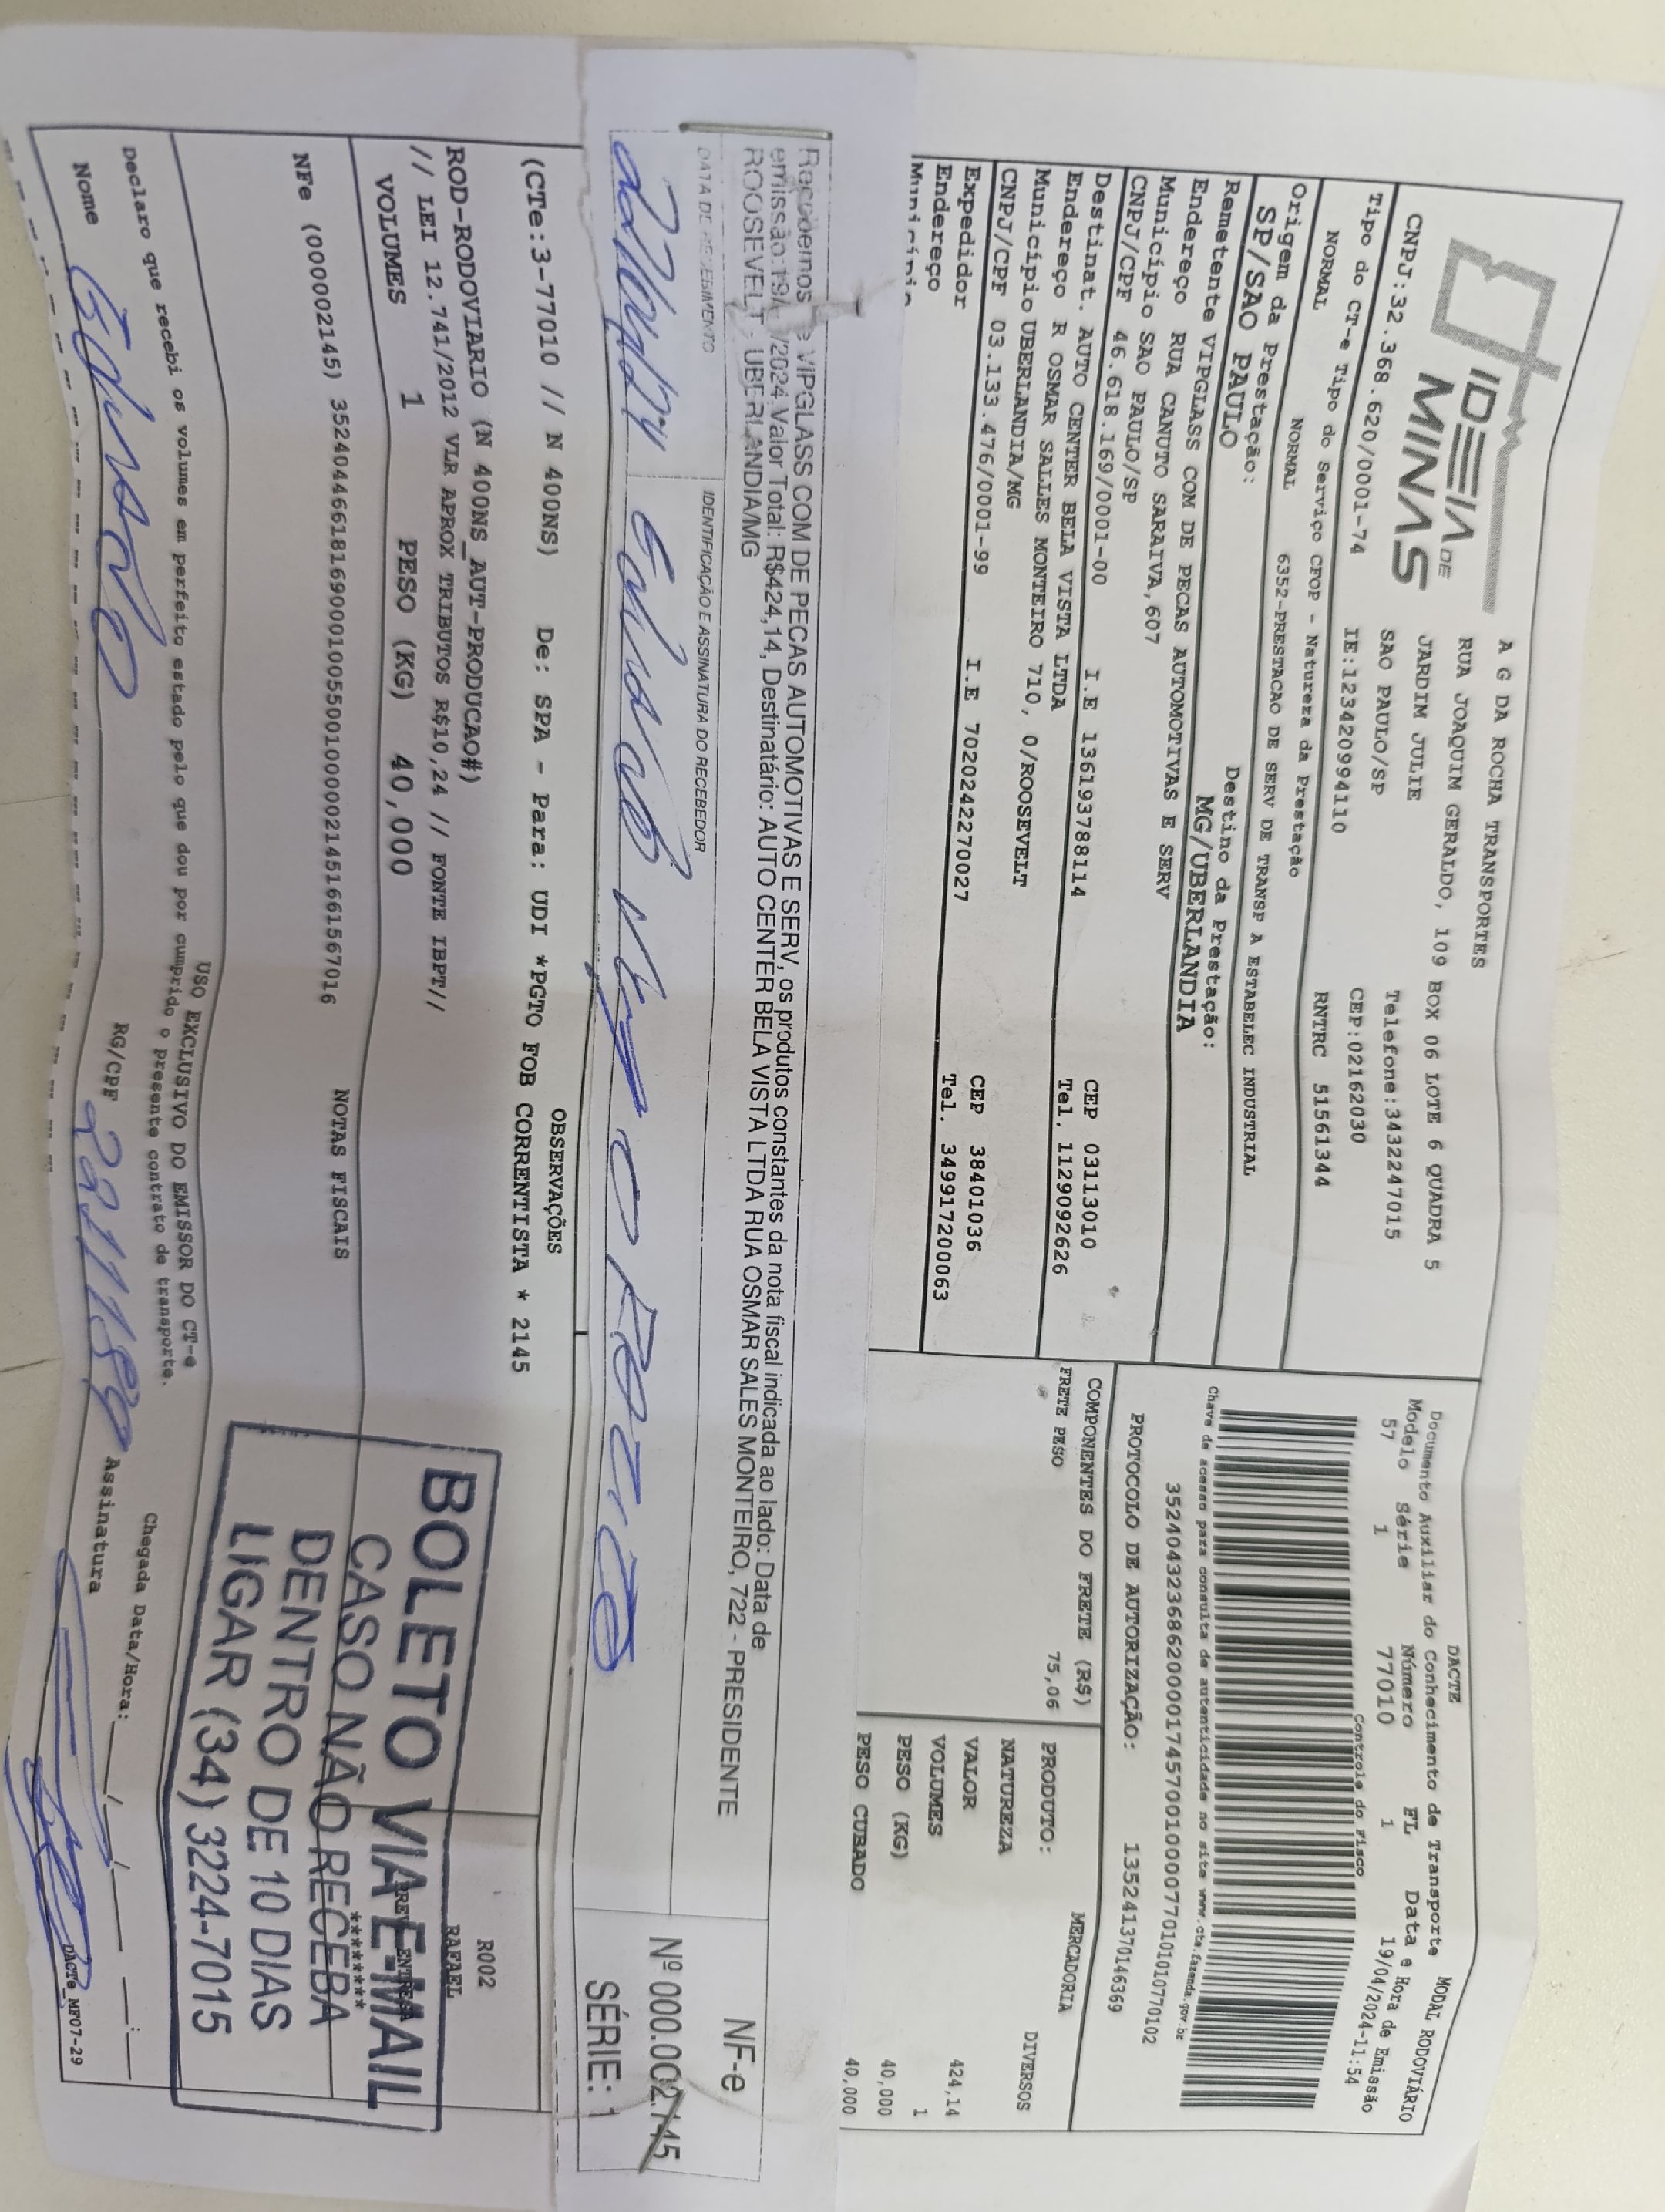 IDEIA DE
MINAS
A G DA ROCHA TRANSPORTES
RUA JOAQUIM GERALDO, 109 BOX 06 LOTE 6 QUADRA 5
JARDIM JULIE
SAO PAULO/SP
Telefone:3432247015
CNPJ:32.368.620/0001-74
IE:123420994110
CEP:02162030
RNTRC 51561344
Tipo do CT-e Tipo do Serviço CFOP - Natureza da Prestação
NORMAL NORMAL 6352-PRESTACAO DE SERV DE TRANSP A ESTABELEC INDUSTRIAL
Origem da Prestação:
SP/SAO PAULO
Destino da Prestação:
MG/UBERLANDIA
Remetente VIPGLASS COM DE PECAS AUTOMOTIVAS E SERV
Endereço RUA CANUTO SARAIVA,607
Município SAO PAULO/SP
CEP 03113010
CNPJ/CPF 46.618.169/0001-00 I.E 136193788114 Tel. 1129092626
Destinat. AUTO CENTER BELA VISTA LTDA
Endereço R OSMAR SALLES MONTEIRO 710, 0/ROOSEVELT
Município UBERLANDIA/MG
CEP 38401036
CNPJ/CPF 03.133.476/0001-99 I.E 7020242270027 Tel. 349917200063
Expedidor
Endereço
DACTE
MODAL RODOVIÁRIO
Documento Auxiliar do Conhecimento de Transporte
Modelo Série Número FL Data e Hora de Emissão
57 1 77010 1 19/04/2024-11:54
Controle do Fisco
Chave de acesso para consulta de autenticidade no site www.cte.fazenda.gov.br
35240432368620000174570010000770101010770102
PROTOCOLO DE AUTORIZAÇÃO: 135241370146369
COMPONENTES DO FRETE (R$)
FRETE PESO 75,06
MERCADORIA
PRODUTO: DIVERSOS
NATUREZA
VALOR 424,14
VOLUMES 1
PESO (KG) 40,000
PESO CUBADO 40,000
VIPGLASS COM DE PECAS AUTOMOTIVAS E SERV, os produtos constantes da nota fiscal indicada ao lado: Data de
/2024,Valor Total: R$424,14, Destinatário: AUTO CENTER BELA VISTA LTDA RUA OSMAR SALES MONTEIRO, 722 - PRESIDENTE
ROOSEVELT - UBERLANDIA/MG
DATA DE RECEBIMENTO
IDENTIFICAÇÃO E ASSINATURA DO RECEBEDOR
NF-e
Nº 000.002145
SÉRIE: 1
OBSERVAÇÕES
(CTe:3-77010 // N 400NS) De: SPA - Para: UDI *PGTO FOB CORRENTISTA * 2145
ROD-RODOVIARIO (N 400NS_AUT-PRODUCAO#)
// LEI 12.741/2012 VLR APROX TRIBUTOS R$10,24 // FONTE IBPT//
VOLUMES 1 PESO (KG) 40,000
R002
RAFAEL
PREV ENTREGA
********
NOTAS FISCAIS
NFe (000002145) 35240446618169000100550010000021451661567016
BOLETO VIA E-MAIL
CASO NÃO RECEBA
DENTRO DE 10 DIAS
LIGAR (34) 3224-7015
USO EXCLUSIVO DO EMISSOR DO CT-e
Declaro que recebi os volumes em perfeito estado pelo que dou por cumprido o presente contrato de transporte.
Nome
RG/CPF
Assinatura
Chegada Data/Hora: __/__/__ __:__
DACTe_MF07-29